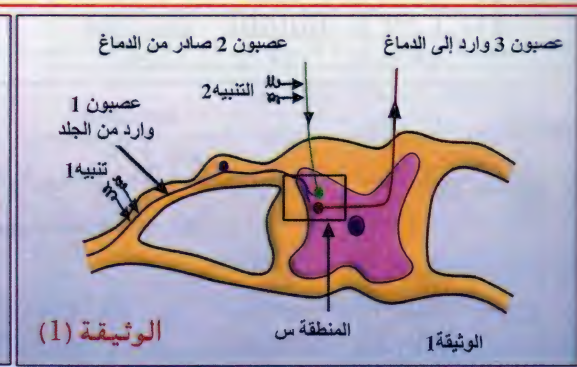 عصبون 3 وارد إلى الدماغ
عصبون 2 صادر من الدماغ
التنبيه2
عصبون 1
وارد من الجلد
تنبيه1
المنطقة س
الوثيقة1
الوثيقة (1)